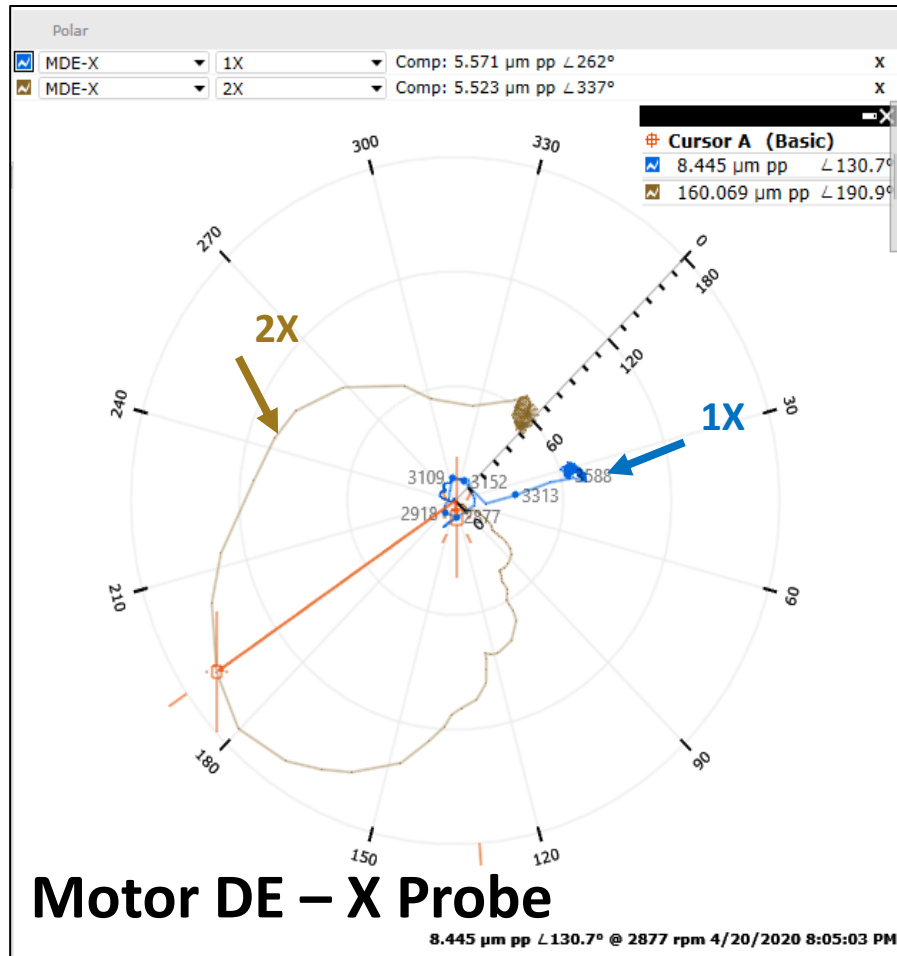 Polar
MDE-X 1X Comp: 5.571 µm pp ∠262° x
MDE-X 2X Comp: 5.523 µm pp ∠337° x
Cursor A (Basic)
8.445 µm pp ∠130.7°
160.069 µm pp ∠190.9°
300 330
270 0
180
2X 120
240 30
60 1X
3109 3152 3588
3313
2918 2877
0
210 60
180 90
150 120
Motor DE – X Probe
8.445 µm pp ∠130.7° @ 2877 rpm 4/20/2020 8:05:03 PM